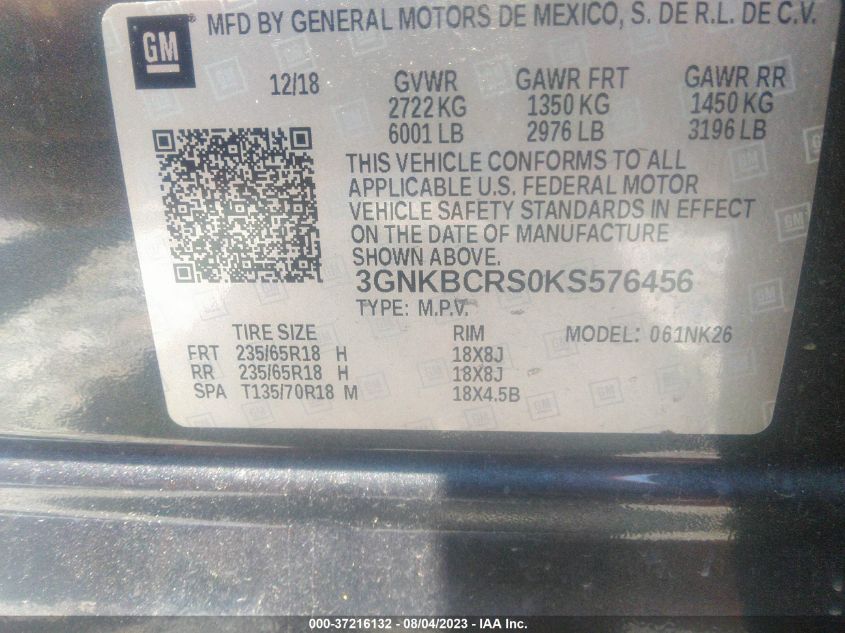 GM
MFD BY GENERAL MOTORS DE MEXICO, S. DE R.L. DE C.V.
12/18 GVWR GAWR FRT GAWR RR
2722 KG 1350 KG 1450 KG
6001 LB 2976 LB 3196 LB
THIS VEHICLE CONFORMS TO ALL
APPLICABLE U.S. FEDERAL MOTOR
VEHICLE SAFETY STANDARDS IN EFFECT
ON THE DATE OF MANUFACTURE
SHOWN ABOVE.
3GNKBCRS0KS576456
TYPE: M.P.V.
TIRE SIZE RIM MODEL: 061NK26
FRT 235/65R18 H 18X8J
RR 235/65R18 H 18X8J
SPA T135/70R18 M 18X4.5B
000-37216132 - 08/04/2023 - IAA Inc.